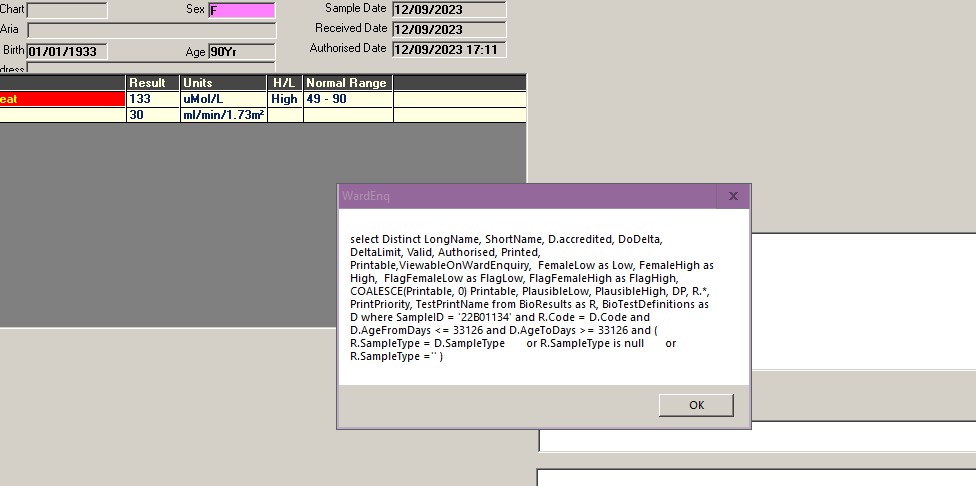 Chart Sex F Sample Date 12/09/2023
Aria Received Date 12/09/2023
Birth 01/01/1933 Age 90Yr Authorised Date 12/09/2023 17:11
Result Units H/L Normal Range
eat 133 uMol/L High 49 - 90
30 ml/min/1.73m²
WardEnq
select Distinct LongName, ShortName, D.accredited, DoDelta,
DeltaLimit, Valid, Authorised, Printed,
Printable,ViewableOnWardEnquiry, FemaleLow as Low, FemaleHigh as
High, FlagFemaleLow as FlagLow, FlagFemaleHigh as FlagHigh,
COALESCE(Printable, 0) Printable, PlausibleLow, PlausibleHigh, DP, R.*,
PrintPriority, TestPrintName from BioResults as R, BioTestDefinitions as
D where SampleID = '22B01134' and R.Code = D.Code and
D.AgeFromDays <= 33126 and D.AgeToDays >= 33126 and (
R.SampleType = D.SampleType or R.SampleType is null or
R.SampleType ='' )
OK